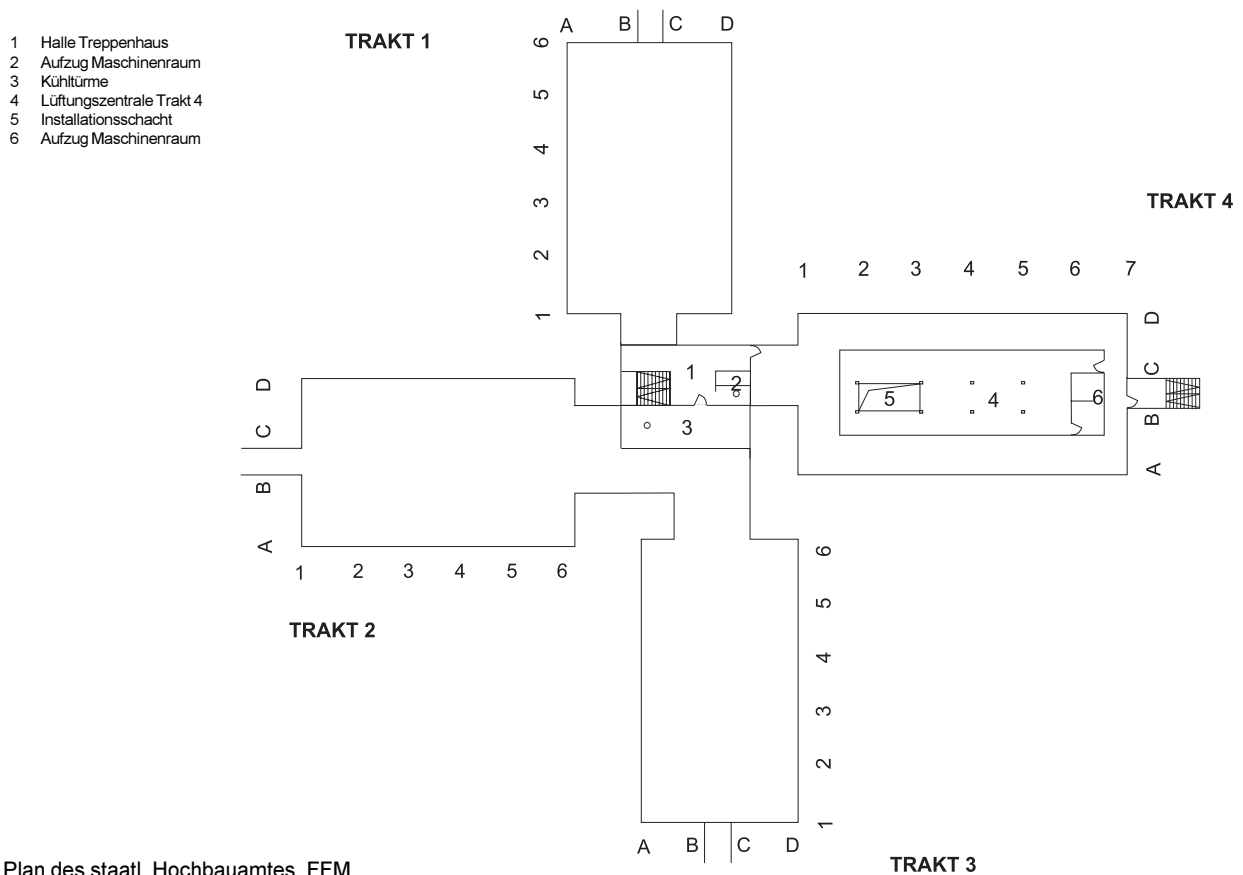 1 Halle Treppenhaus
2 Aufzug Maschinenraum
3 Kühltürme
4 Lüftungszentrale Trakt 4
5 Installationsschacht
6 Aufzug Maschinenraum
TRAKT 1
A B C D
6
5
4
3
2
1
TRAKT 4
1 2 3 4 5 6 7
D
C
B
A
1
2
3
5
4
6
D
C
B
A
1 2 3 4 5 6
TRAKT 2
6
5
4
3
2
1
A B C D
TRAKT 3
Plan des staatl. Hochbauamtes, FFM